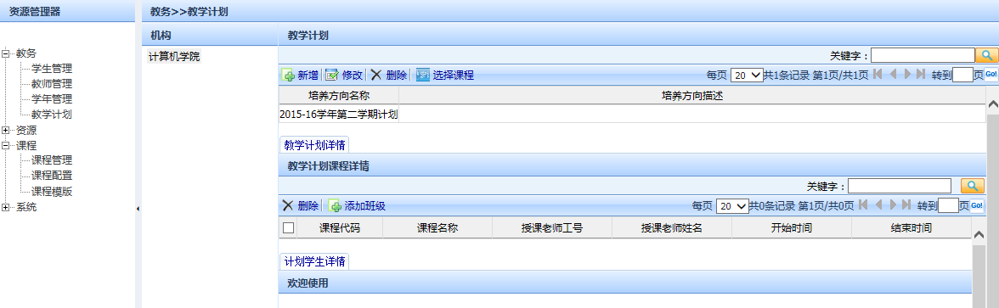 资源管理器
教务
学生管理
教师管理
学年管理
教学计划
资源
课程
课程管理
课程配置
课程模版
系统
教务>>教学计划
机构
计算机学院
教学计划
关键字：
新增 修改 删除 选择课程 每页 20 共1条记录 第1页/共1页 转到 页 Go!
培养方向名称 培养方向描述
2015-16学年第二学期计划
教学计划详情
教学计划课程详情
关键字：
删除 添加班级 每页 20 共0条记录 第1页/共0页 转到 页 Go!
课程代码 课程名称 授课老师工号 授课老师姓名 开始时间 结束时间
计划学生详情
欢迎使用